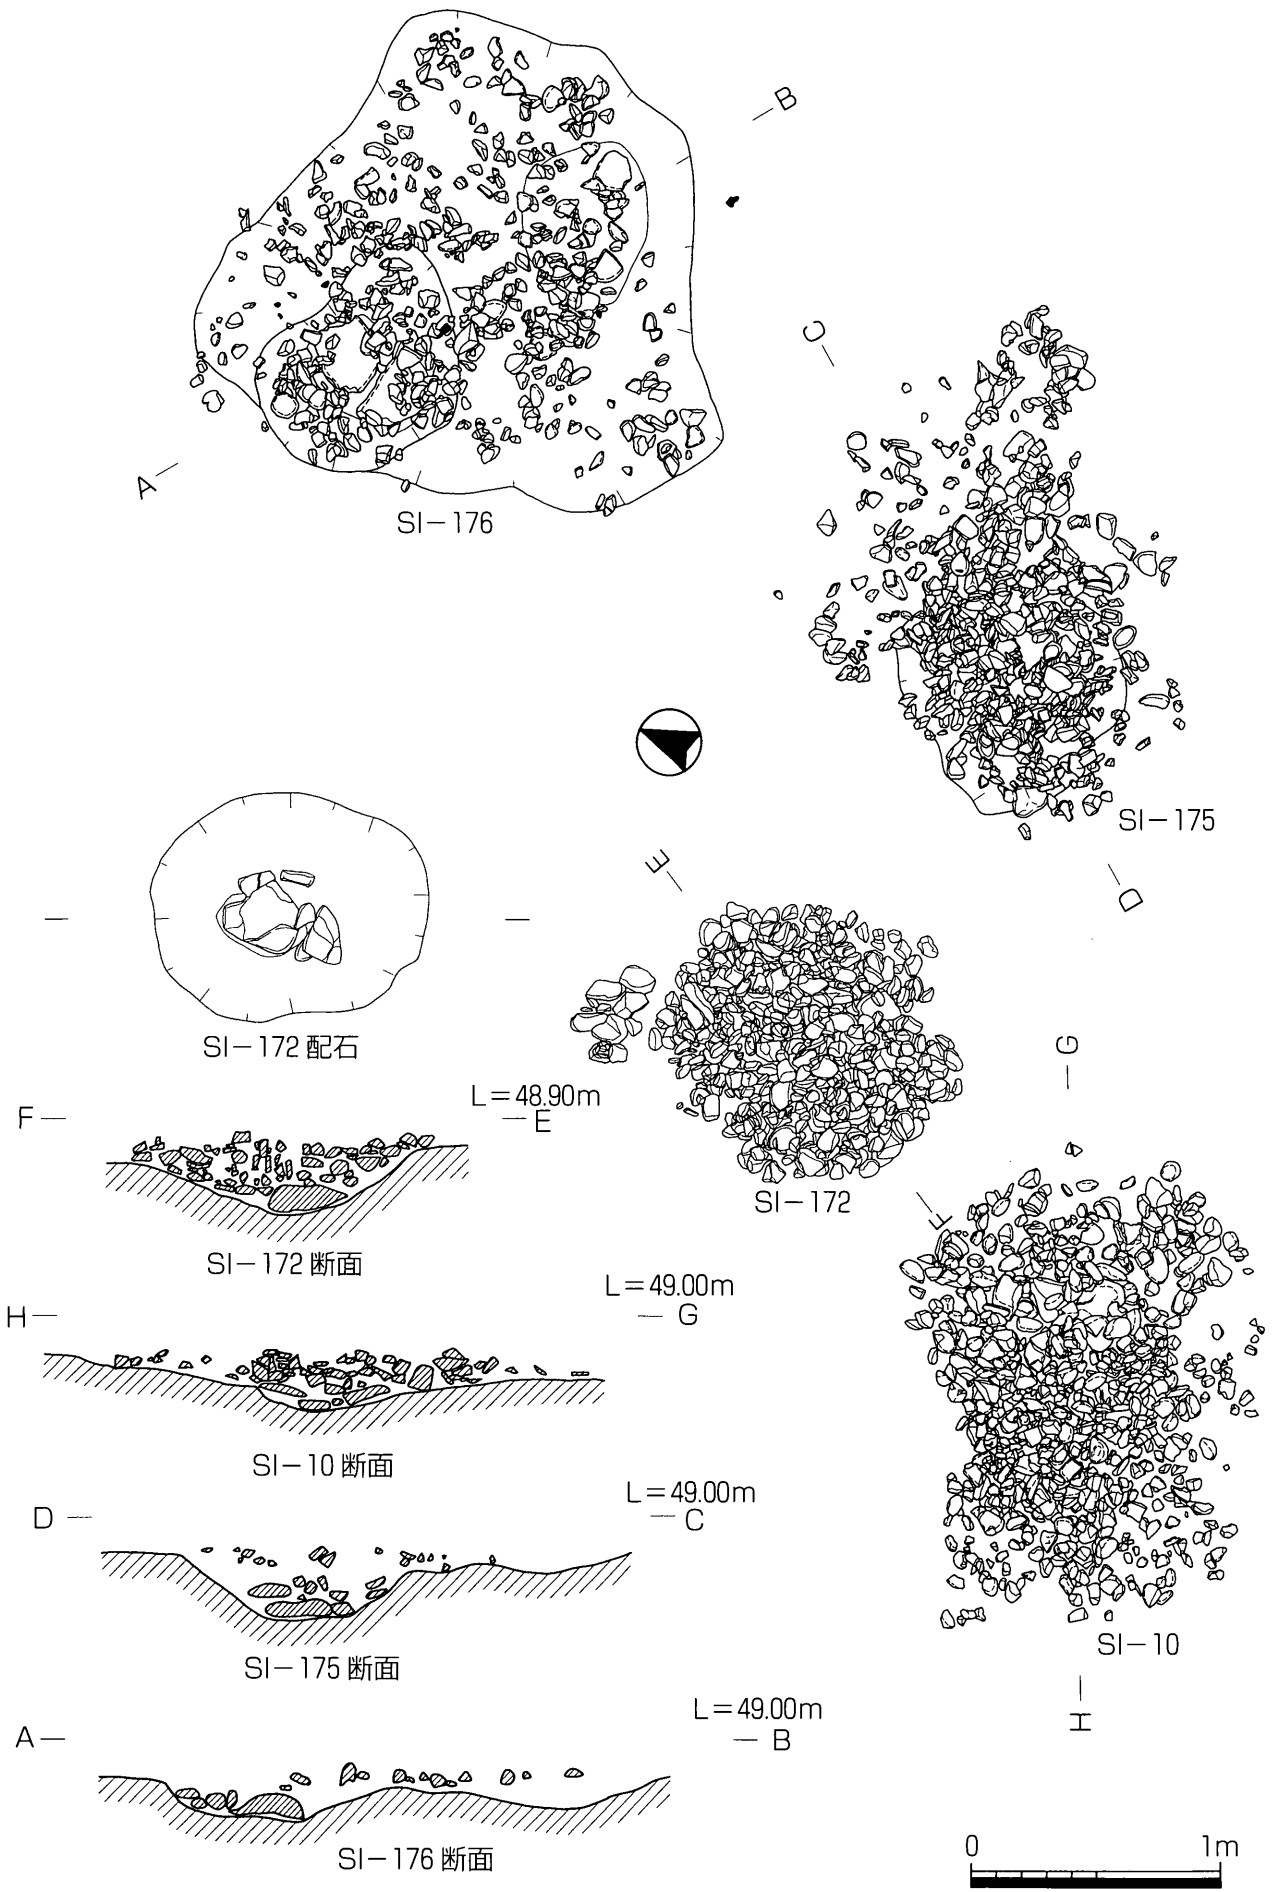 B
A
SI-176
C
SI-175
D
E
SI-172 配石
L=48.90m
F
E
SI-172
F
SI-172 断面
G
L=49.00m
H
G
SI-10 断面
L=49.00m
D
C
SI-10
SI-175 断面
H
L=49.00m
A
B
SI-176 断面
0 1m